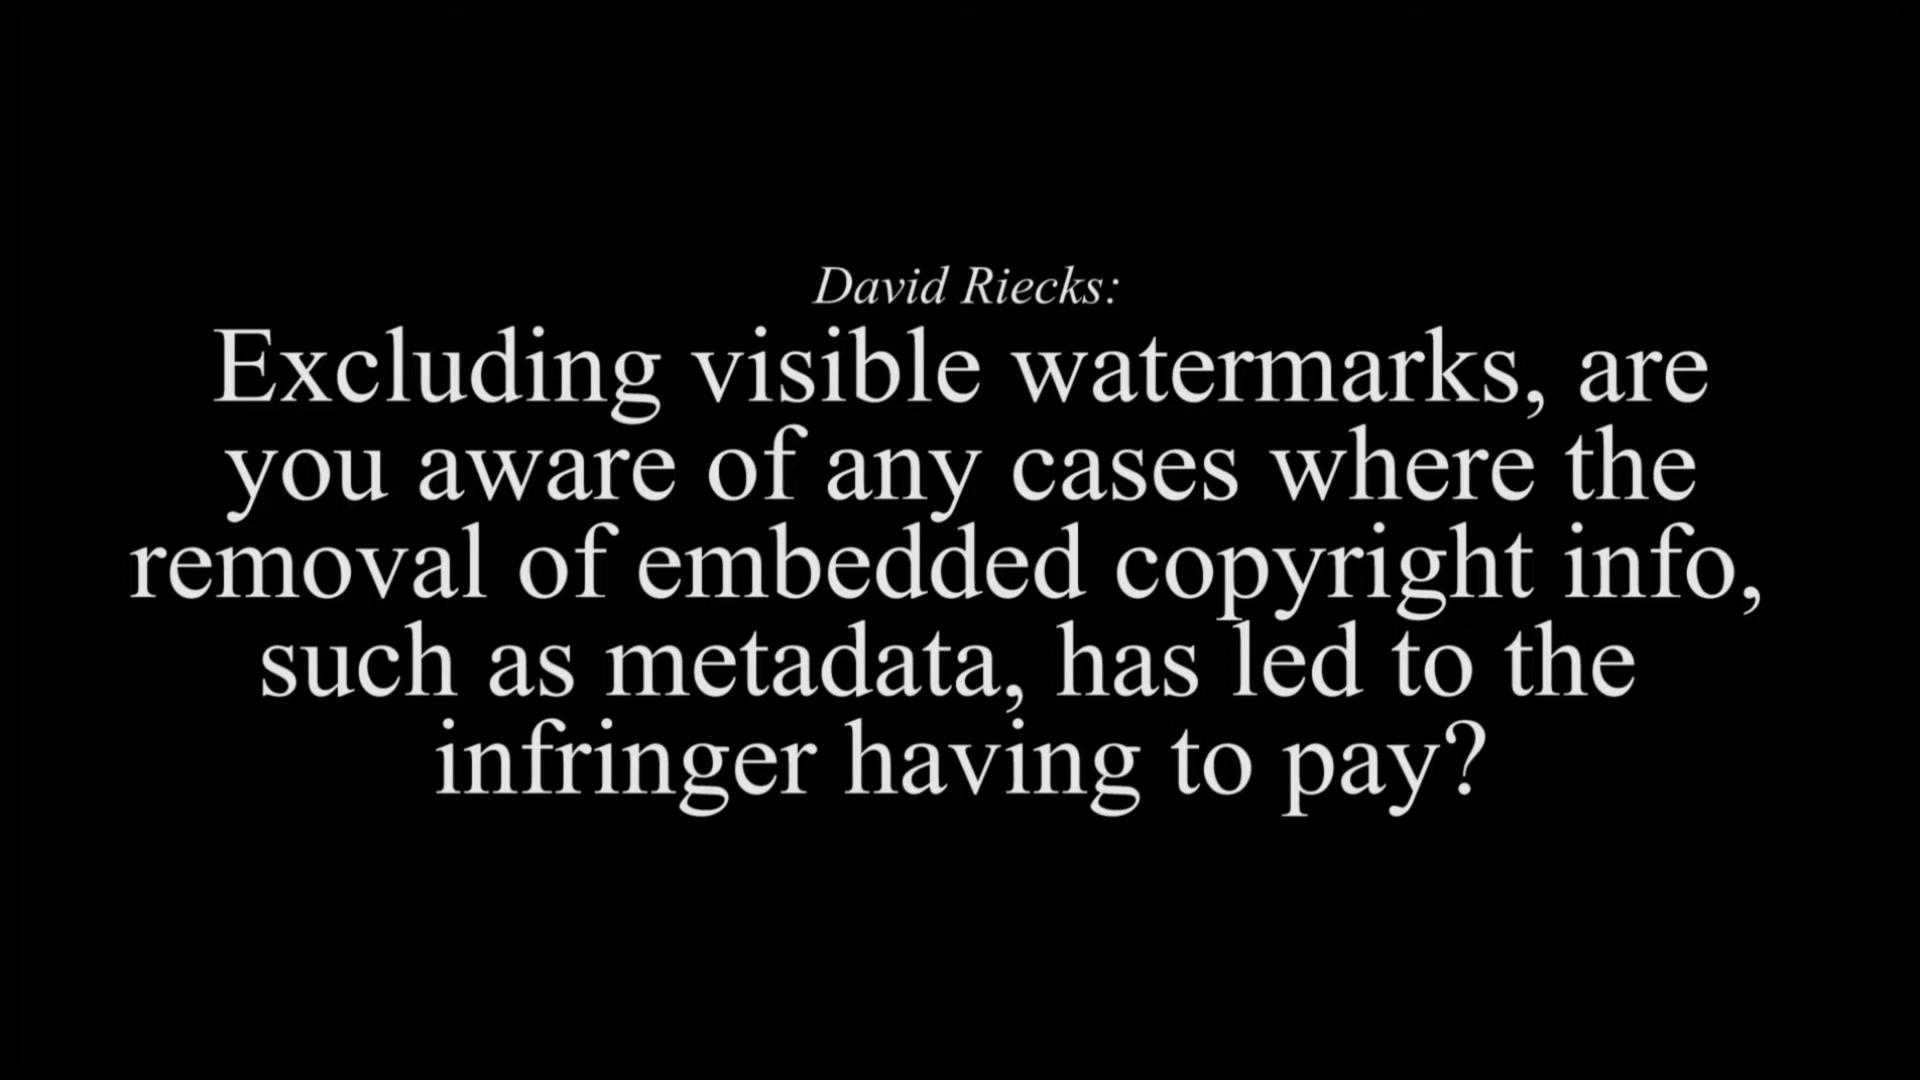 David Riecks:
Excluding visible watermarks, are
you aware of any cases where the
removal of embedded copyright info,
such as metadata, has led to the
infringer having to pay?